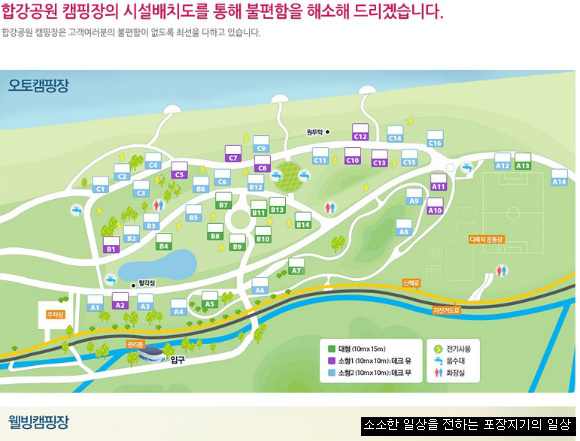 합강공원 캠핑장의 시설배치도를 통해 불편함을 해소해 드리겠습니다.
합강공원 캠핑장은 고객여러분의 불편함이 없도록 최선을 다하고 있습니다.
오토캠핑장
원두막
C12
C14
C16
C9
C7
C4
C2
C5
C8
C11
C10
C13
C15
A12
A13
A14
C1
C3
B6
C6
B12
A11
A9
A10
B7
B11
B13
B5
B3
B2
B1
B4
B8
B9
B10
B14
A8
다목적 운동장
A7
팔각정
A6
산책로
자전거도로
A1
A2
A3
A4
A5
주차장
관리동
입구
대형 (10mx15m)
소형1 (10mx10m):데크 유
소형2 (10mx10m):데크 무
전기사용
음수대
화장실
웰빙캠핑장
소소한 일상을 전하는 포장지기의 일상